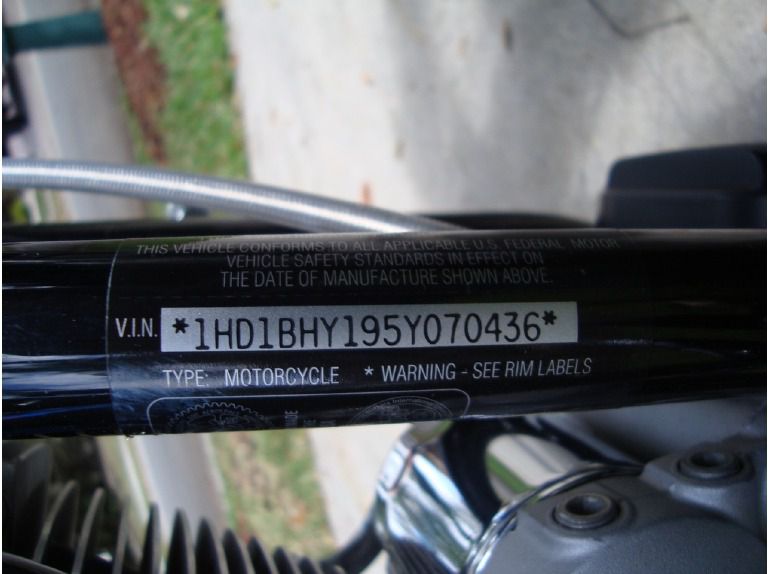 THIS VEHICLE CONFORMS TO ALL APPLICABLE U.S. FEDERAL MOTOR
VEHICLE SAFETY STANDARDS IN EFFECT ON
THE DATE OF MANUFACTURE SHOWN ABOVE.
V.I.N. *1HD1BHY195Y070436*
TYPE: MOTORCYCLE * WARNING - SEE RIM LABELS